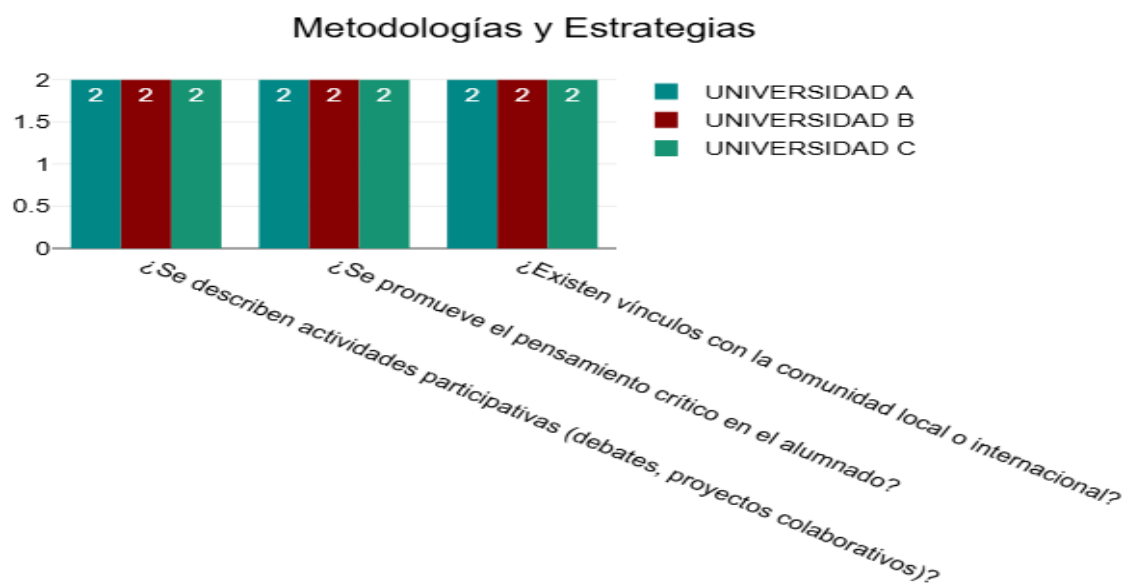 Metodologías y Estrategias
2
1.5
1
0.5
0
2 2 2 2 2 2 2 2 2
UNIVERSIDAD A
UNIVERSIDAD B
UNIVERSIDAD C
¿Se describen actividades participativas (debates, proyectos colaborativos)?
¿Se promueve el pensamiento crítico en el alumnado?
¿Existen vínculos con la comunidad local o internacional?